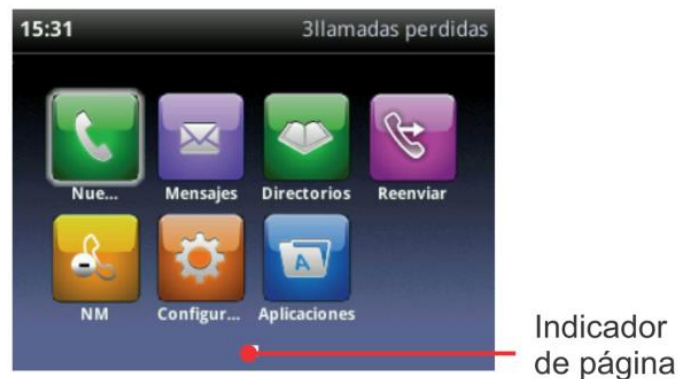 15:31 3llamadas perdidas
Nue... Mensajes Directorios Reenviar
A
NM Configur... Aplicaciones
Indicador
de página